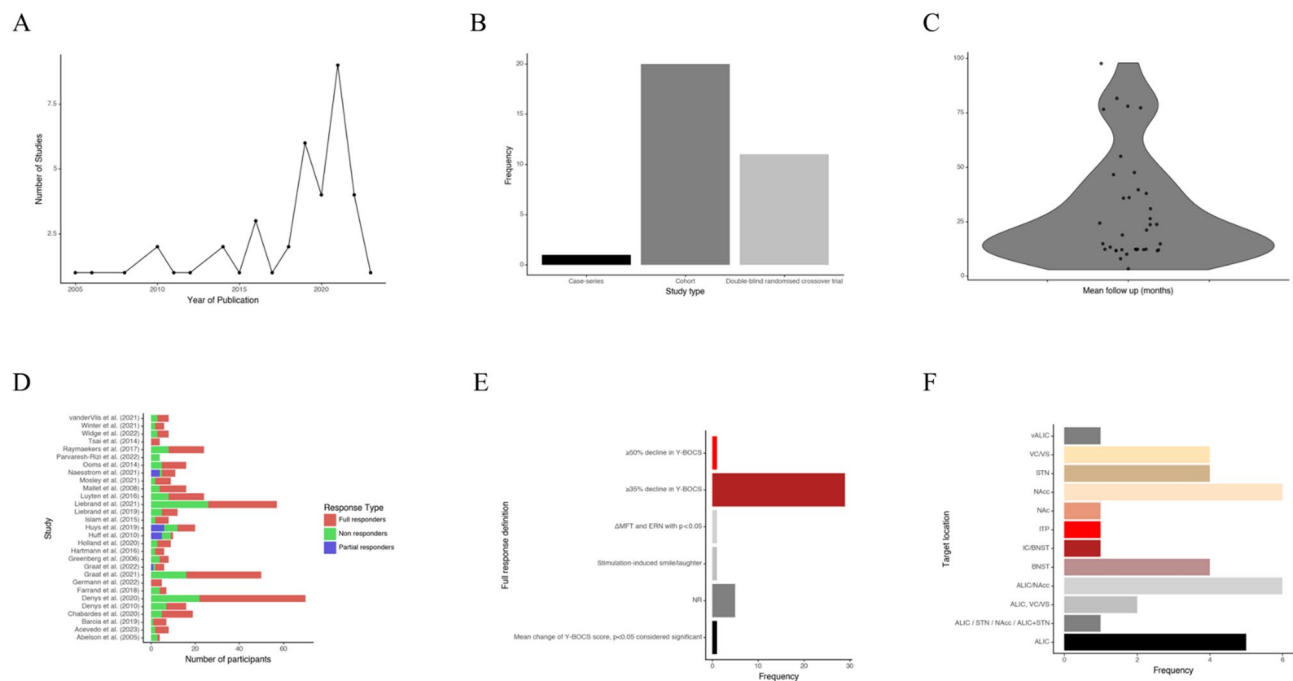 A
Number of Studies
7.5
5
2.5
2005
2010
2015
2020
Year of Publication
B
Frequency
20
15
10
5
0
Case-series
Cohort
Double-blind randomised crossover trial
Study type
C
100
75
50
25
0
Mean follow up (months)
D
Study
vanderVlis et al. (2021)
Winter et al. (2021)
Widge et al. (2022)
Tsai et al. (2014)
Raymaekers et al. (2017)
Parvaresh-Rizi et al. (2022)
Ooms et al. (2014)
Naesstrom et al. (2021)
Mosley et al. (2021)
Mallet et al. (2008)
Luyten et al. (2016)
Liebrand et al. (2021)
Liebrand et al. (2019)
Islam et al. (2015)
Huys et al. (2019)
Huff et al. (2010)
Holland et al. (2020)
Hartmann et al. (2016)
Greenberg et al. (2006)
Graat et al. (2022)
Graat et al. (2021)
Germann et al. (2022)
Farrand et al. (2018)
Denys et al. (2020)
Denys et al. (2010)
Chabardes et al. (2020)
Barcia et al. (2019)
Acevedo et al. (2023)
Abelson et al. (2005)
0
20
40
60
Number of participants
Response Type
Full responders
Non responders
Partial responders
E
Full response definition
≥50% decline in Y-BOCS
≥35% decline in Y-BOCS
ΔMFT and ERN with p<0.05
Stimulation-induced smile/laughter
NR
Mean change of Y-BOCS score, p<0.05 considered significant
0
10
20
30
Frequency
F
Target location
vALIC
VC/VS
STN
NAcc
NAc
ITP
IC/BNST
BNST
ALIC/NAcc
ALIC, VC/VS
ALIC / STN / NAcc / ALIC+STN
ALIC
0
2
4
6
Frequency